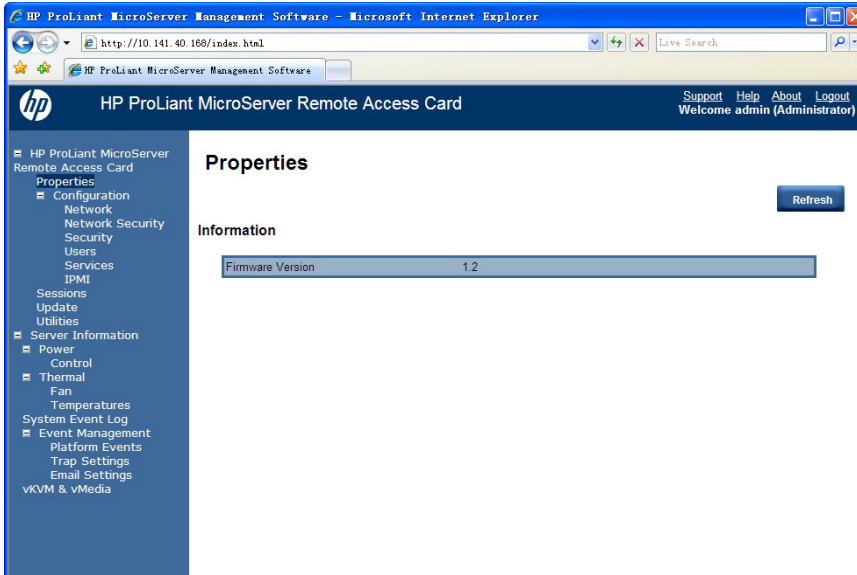 HP ProLiant MicroServer Management Software - Microsoft Internet Explorer
http://10.141.40.168/index.html
Live Search
HP ProLiant MicroServer Management Software
hp
HP ProLiant MicroServer Remote Access Card
Support Help About Logout
Welcome admin (Administrator)
HP ProLiant MicroServer
Remote Access Card
Properties
Configuration
Network
Network Security
Security
Users
Services
IPMI
Sessions
Update
Utilities
Server Information
Power
Control
Thermal
Fan
Temperatures
System Event Log
Event Management
Platform Events
Trap Settings
Email Settings
vKVM & vMedia
Properties
Refresh
Information
Firmware Version 1.2